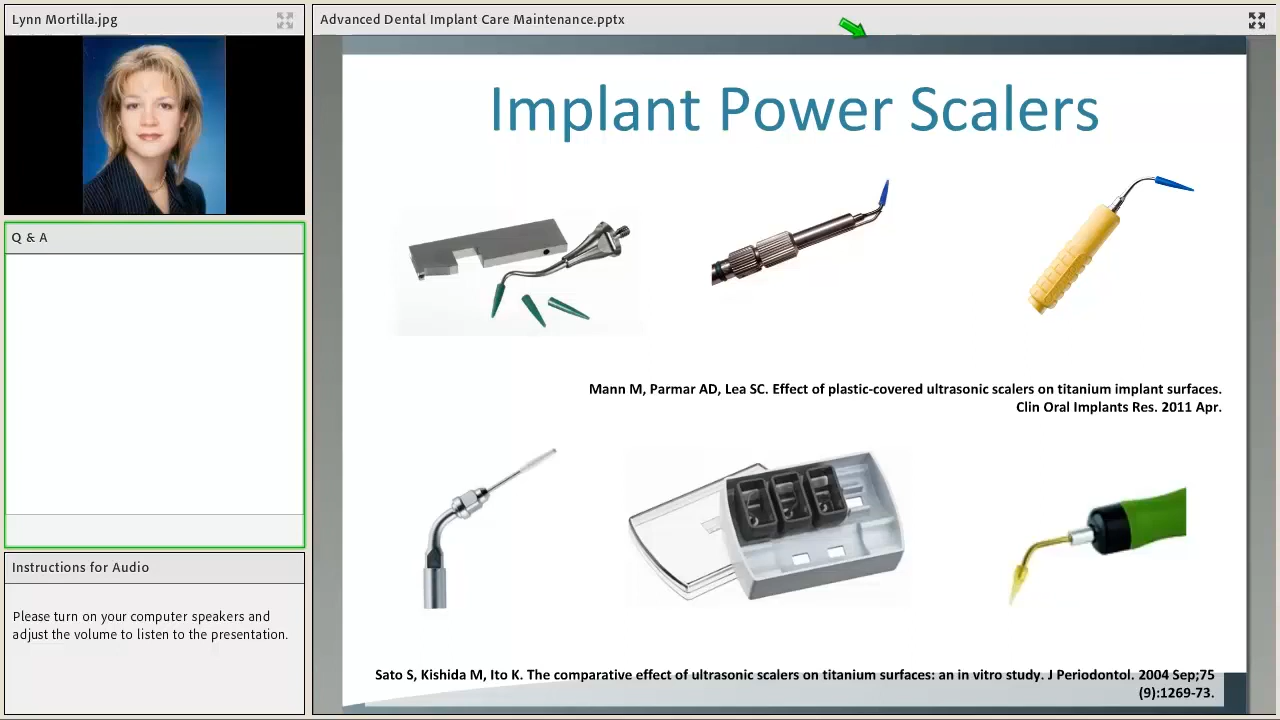 Lynn Mortilla.jpg
Advanced Dental Implant Care Maintenance.pptx
Q & A
Instructions for Audio
Please turn on your computer speakers and
adjust the volume to listen to the presentation.
Implant Power Scalers
Mann M, Parmar AD, Lea SC. Effect of plastic-covered ultrasonic scalers on titanium implant surfaces.
Clin Oral Implants Res. 2011 Apr.
Sato S, Kishida M, Ito K. The comparative effect of ultrasonic scalers on titanium surfaces: an in vitro study. J Periodontol. 2004 Sep;75
(9):1269-73.